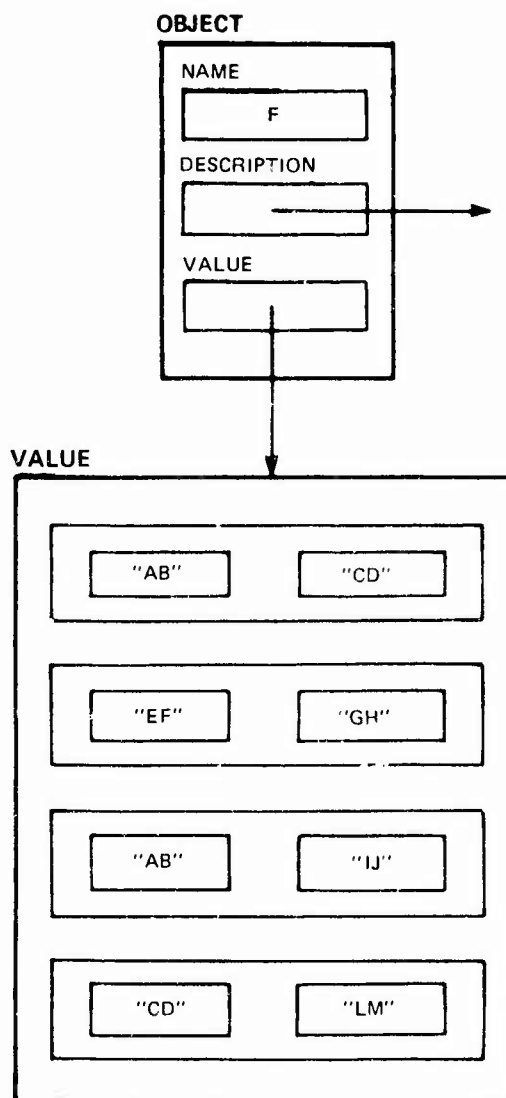 OBJECT
NAME
F
DESCRIPTION
VALUE
VALUE
"AB" "CD"
"EF" "GH"
"AB" "IJ"
"CD" "LM"